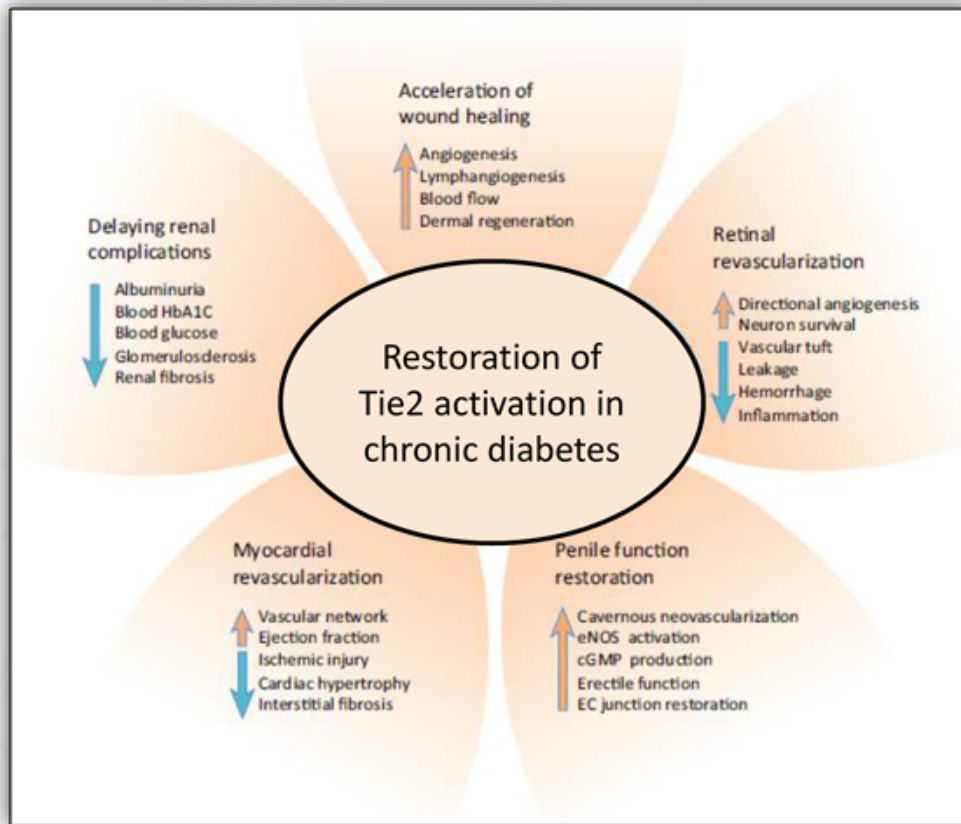 Acceleration of
wound healing
Angiogenesis
Lymphangiogenesis
Blood flow
Dermal regeneration
Delaying renal
complications
Albuminuria
Blood HbA1C
Blood glucose
Glomerulosderosis
Renal fibrosis
Retinal
revascularization
Directional angiogenesis
Neuron survival
Vascular tuft
Leakage
Hemorrhage
Inflammation
Restoration of
Tie2 activation in
chronic diabetes
Myocardial
revascularization
Vascular network
Ejection fraction
Ischemic injury
Cardiac hypertrophy
Interstitial fibrosis
Penile function
restoration
Cavernous neovascularization
eNOS activation
cGMP production
Erectile function
EC junction restoration